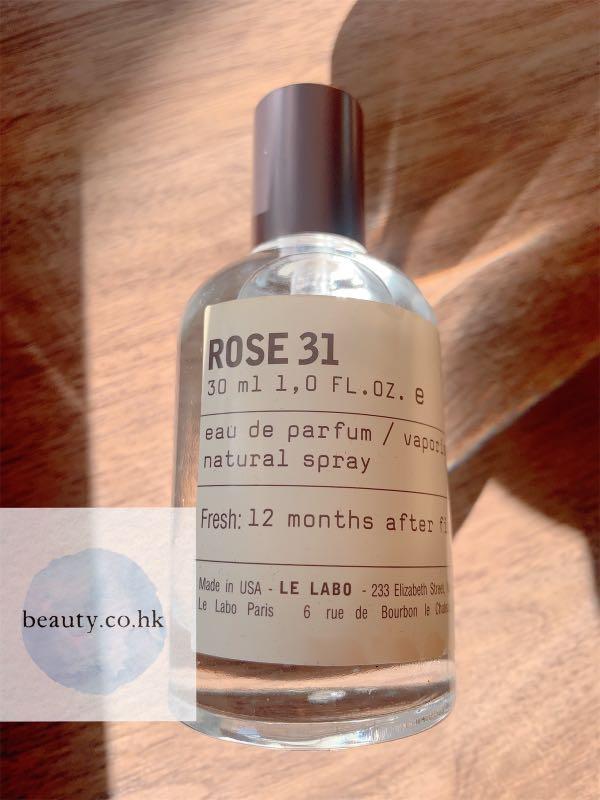 ROSE 31
30 ml 1,0 FL.OZ. e
eau de parfum / 
natural spray
Fresh: 12 months after
Made in USA - LE LABO - 233 Elizabeth Street,
Le Labo Paris 6 rue de Bourbon le
beauty.co.hk